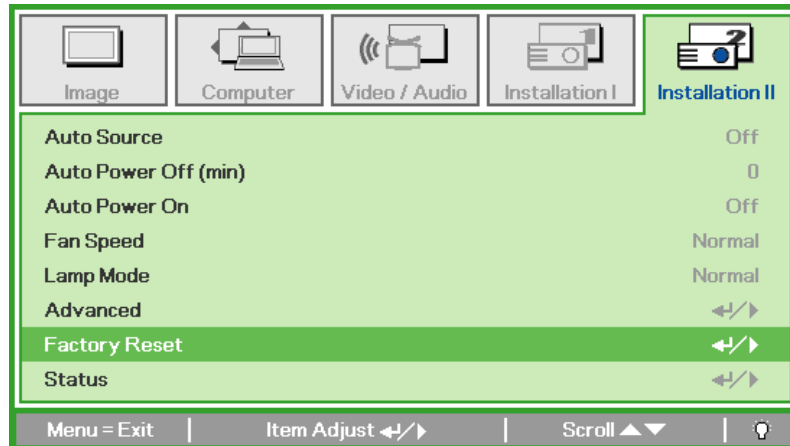 Image Computer Video / Audio Installation I Installation II
Auto Source Off
Auto Power Off (min) 0
Auto Power On Off
Fan Speed Normal
Lamp Mode Normal
Advanced
Factory Reset
Status
Menu = Exit Item Adjust Scroll